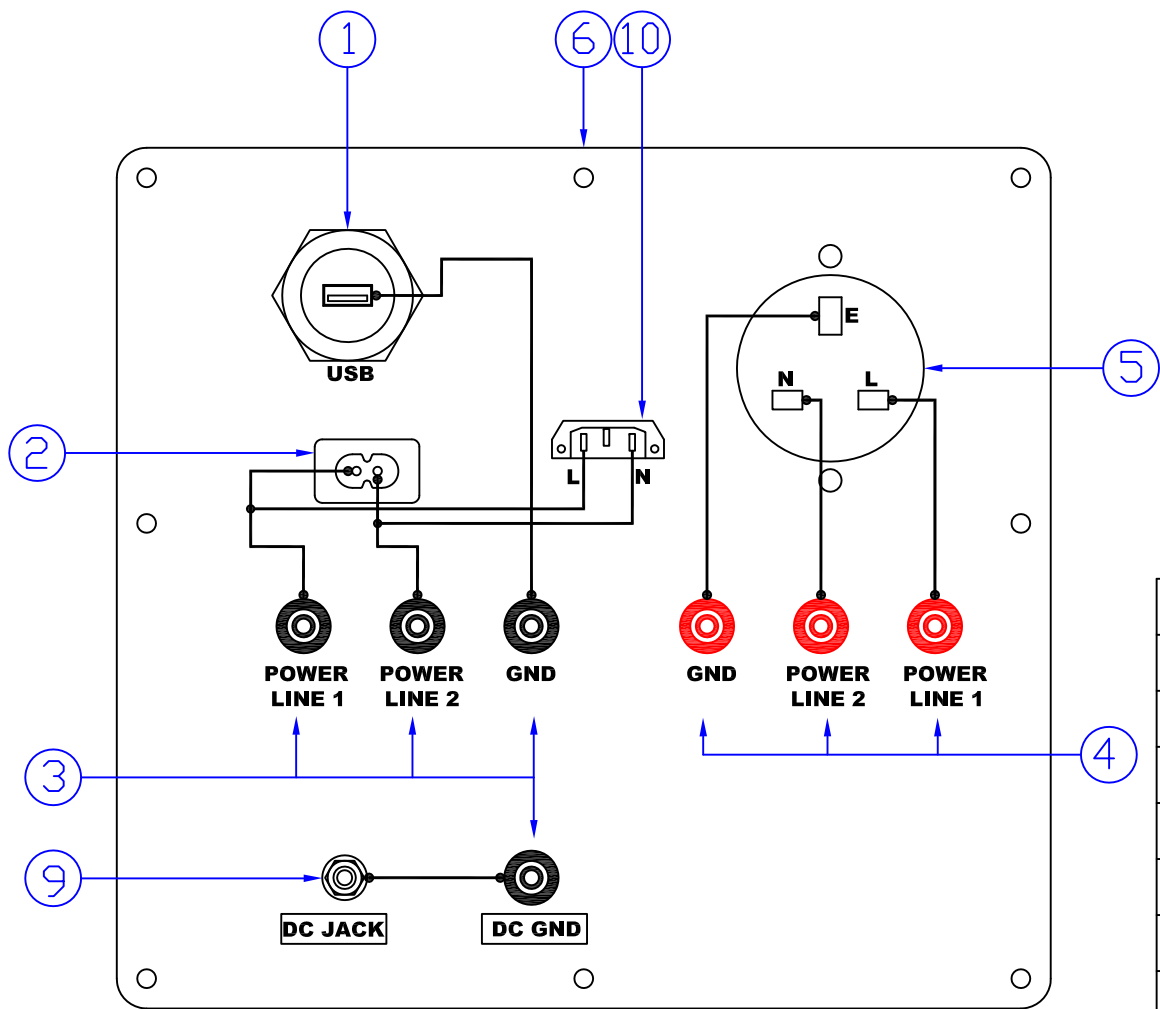 1
6
10
E
USB
N
L
5
2
L
N
POWER
LINE 1
POWER
LINE 2
GND
GND
POWER
LINE 2
POWER
LINE 1
3
4
9
DC JACK
DC GND